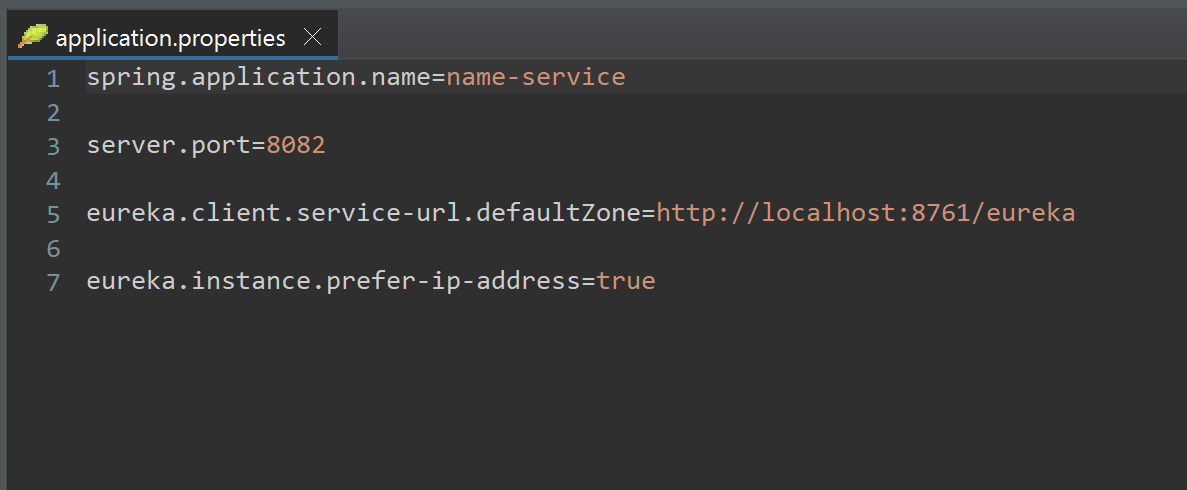 application.properties
1 spring.application.name=name-service
2
3 server.port=8082
4
5 eureka.client.service-url.defaultZone=http://localhost:8761/eureka
6
7 eureka.instance.prefer-ip-address=true